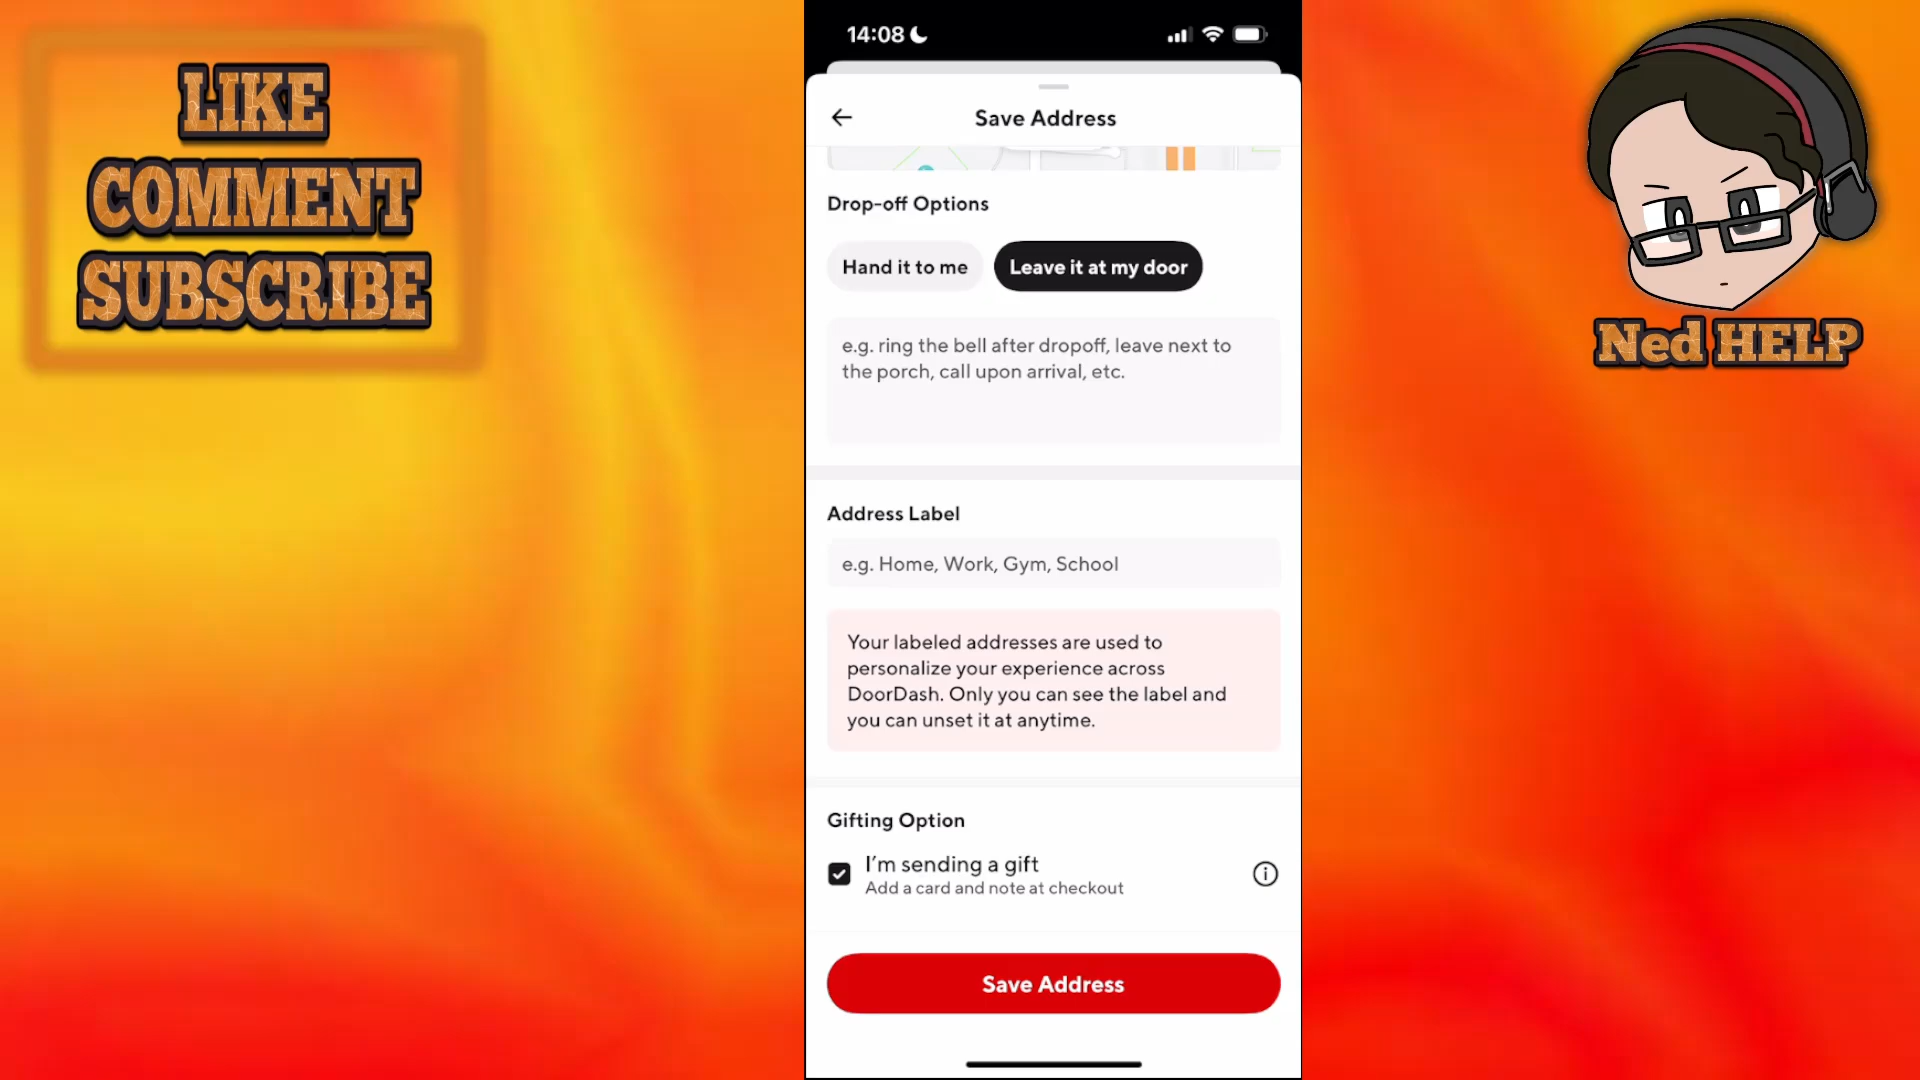 LIKE
COMMENT
SUBSCRIBE
14:08
Save Address
Drop-off Options
Hand it to me
Leave it at my door
e.g. ring the bell after dropoff, leave next to
the porch, call upon arrival, etc.
Address Label
e.g. Home, Work, Gym, School
Your labeled addresses are used to
personalize your experience across
DoorDash. Only you can see the label and
you can unset it at anytime.
Gifting Option
I'm sending a gift
Add a card and note at checkout
Save Address
Ned HELP